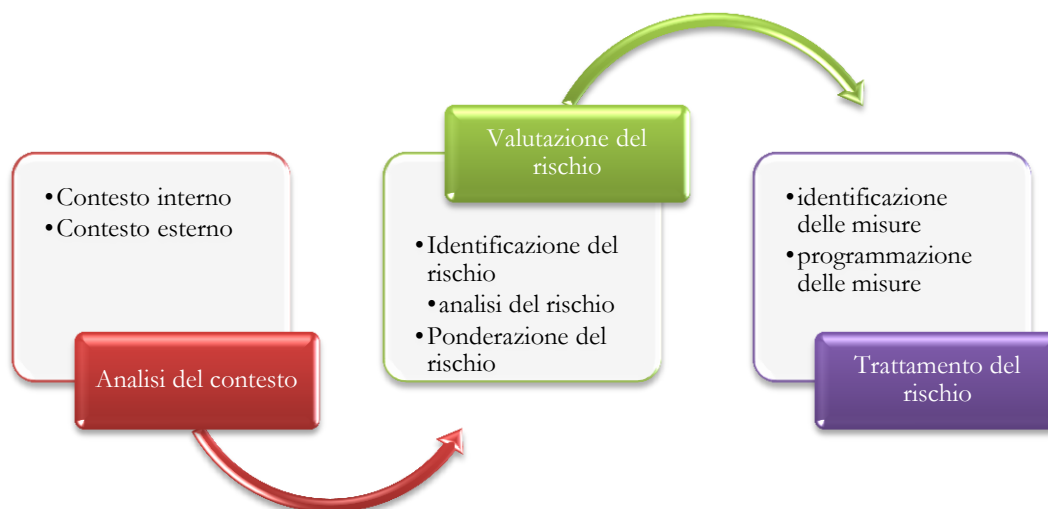 •Contesto interno
•Contesto esterno
Analisi del contesto
Valutazione del
rischio
•Identificazione del
rischio
•analisi del rischio
•Ponderazione del
rischio
•identificazione
delle misure
•programmazione
delle misure
Trattamento del
rischio